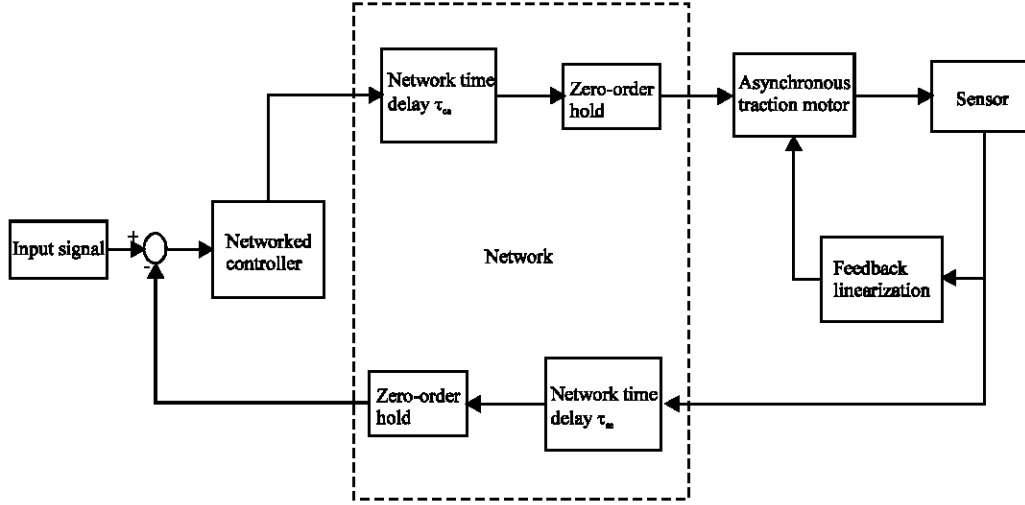 Network time
delay τca
Zero-order
hold
Asynchronous
traction motor
Sensor
Input signal
+
-
Networked
controller
Network
Feedback
linearization
Zero-order
hold
Network time
delay τ